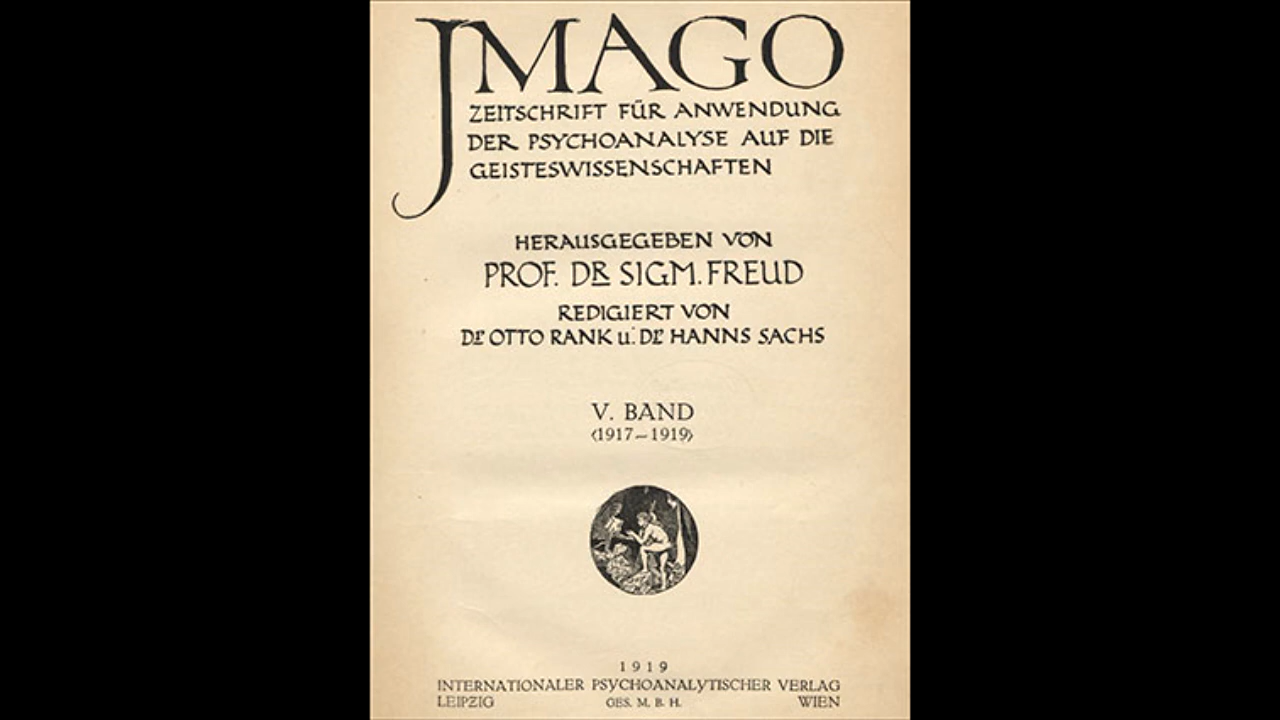 JMAGO
ZEITSCHRIFT FÜR ANWENDUNG
DER PSYCHOANALYSE AUF DIE
GEISTESWISSENSCHAFTEN
HERAUSGEGEBEN VON
PROF. DR SIGM. FREUD
REDIGIERT VON
Dr OTTO RANK u. Dr HANNS SACHS
V. BAND
(1917–1919)
1919
INTERNATIONALER PSYCHOANALYTISCHER VERLAG
LEIPZIG GES. M. B. H. WIEN